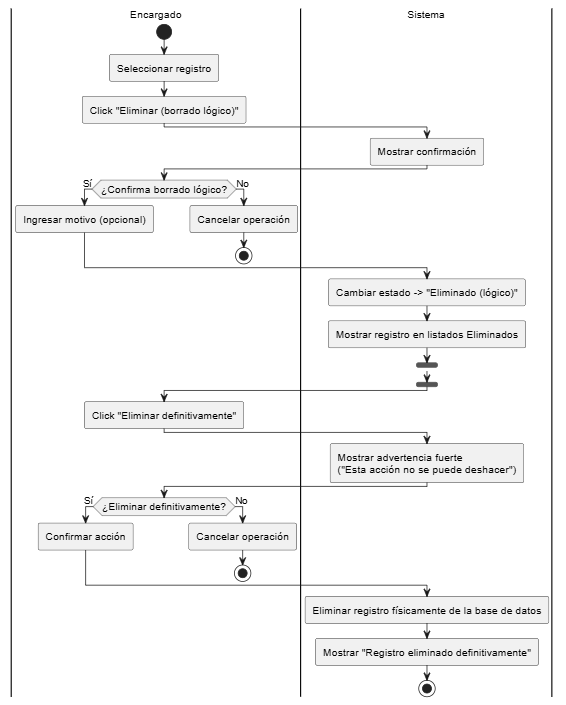 Encargado
Sistema
Seleccionar registro
Click "Eliminar (borrado lógico)"
Mostrar confirmación
Sí
¿Confirma borrado lógico?
No
Ingresar motivo (opcional)
Cancelar operación
Cambiar estado -> "Eliminado (lógico)"
Mostrar registro en listados Eliminados
Click "Eliminar definitivamente"
Mostrar advertencia fuerte
("Esta acción no se puede deshacer")
Sí
¿Eliminar definitivamente?
No
Confirmar acción
Cancelar operación
Eliminar registro físicamente de la base de datos
Mostrar "Registro eliminado definitivamente"